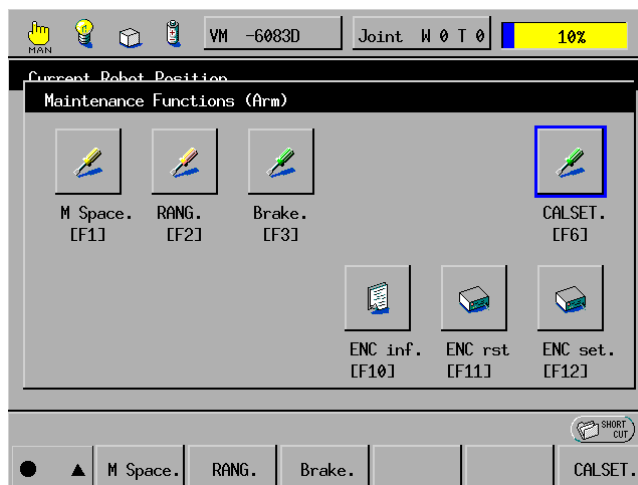 MAN
VM -6083D
Joint W 0 T 0
10%
Current Robot Position
Maintenance Functions (Arm)
M Space. RANG. Brake. CALSET.
[F1] [F2] [F3] [F6]
ENC inf. ENC rst ENC set.
[F10] [F11] [F12]
SHORT
CUT
M Space. RANG. Brake. CALSET.